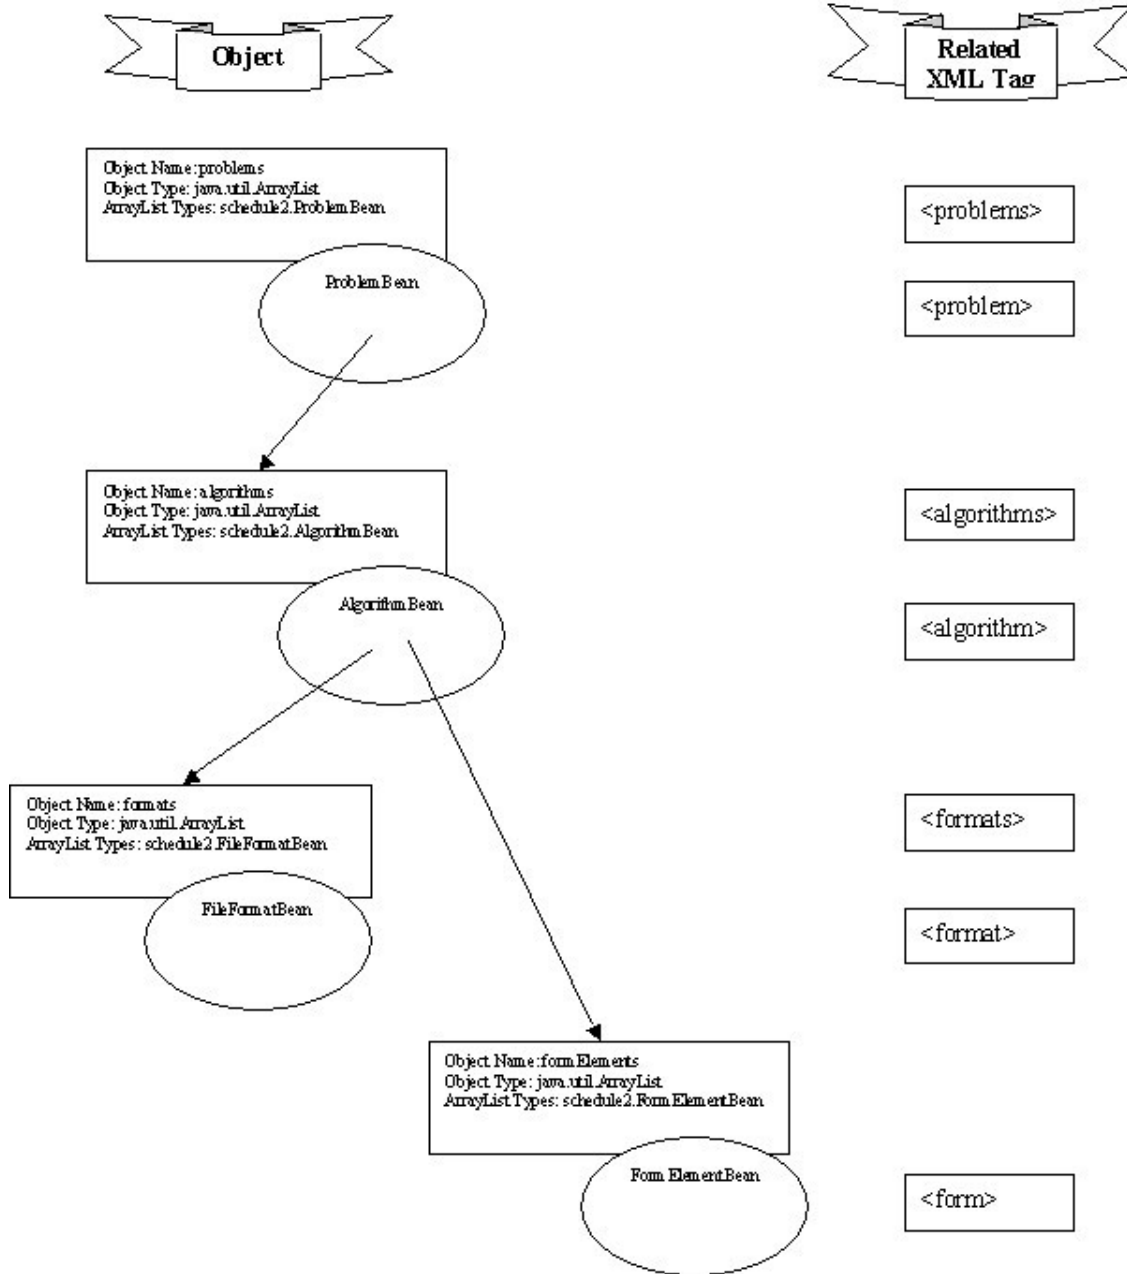 Object
Related
XML Tag
Object Name: problems
Object Type: java.util.ArrayList
ArrayList Types: schedule2.ProblemBean
<problems>
ProblemBean
<problem>
Object Name: algorithms
Object Type: java.util.ArrayList
ArrayList Types: schedule2.AlgorithmBean
<algorithms>
AlgorithmBean
<algorithm>
Object Name: formats
Object Type: java.util.ArrayList
ArrayList Types: schedule2.FileFormatBean
<formats>
FileFormatBean
<format>
Object Name: formElements
Object Type: java.util.ArrayList
ArrayList Types: schedule2.FormElementBean
FormElementBean
<form>